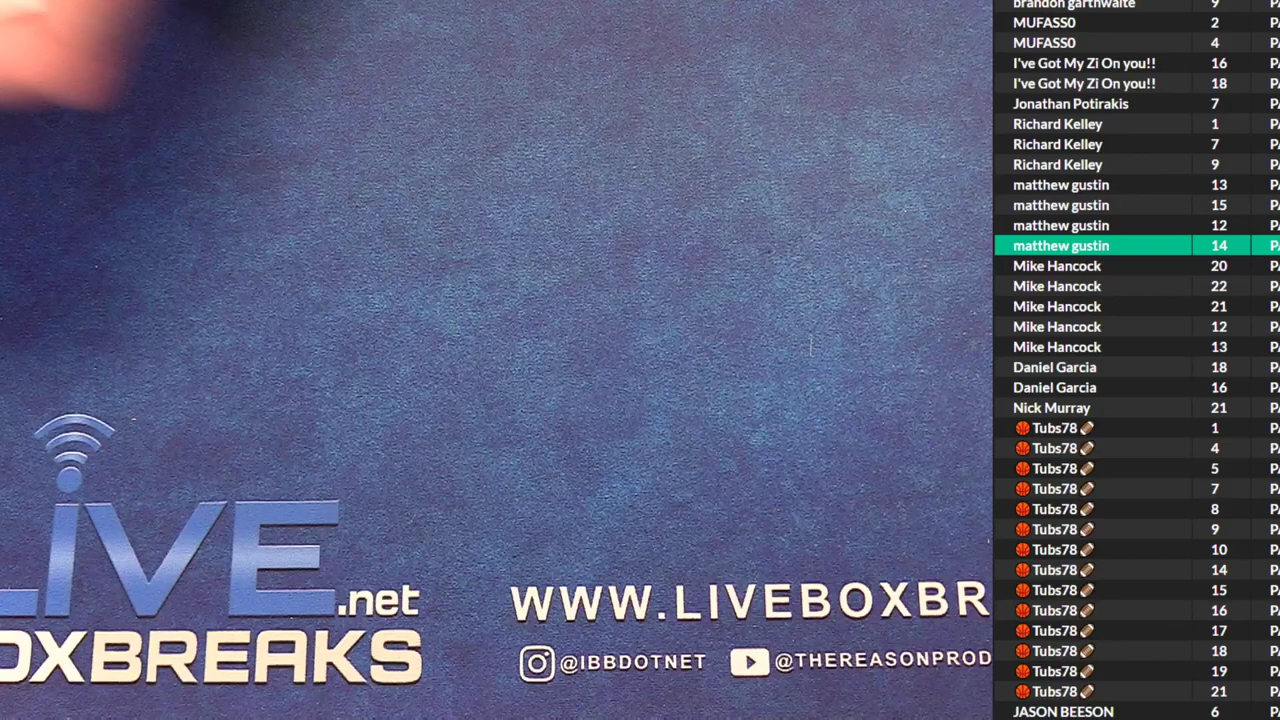 brandon garthwaite 9
MUFASS0 2
MUFASS0 4
I've Got My Zi On you!! 16
I've Got My Zi On you!! 18
Jonathan Potirakis 7
Richard Kelley 1
Richard Kelley 7
Richard Kelley 9
matthew gustin 13
matthew gustin 15
matthew gustin 12
matthew gustin 14
Mike Hancock 20
Mike Hancock 22
Mike Hancock 21
Mike Hancock 12
Mike Hancock 13
Daniel Garcia 18
Daniel Garcia 16
Nick Murray 21
🏀 Tubs78 🏈 1
🏀 Tubs78 🏈 4
🏀 Tubs78 🏈 5
🏀 Tubs78 🏈 7
🏀 Tubs78 🏈 8
🏀 Tubs78 🏈 9
🏀 Tubs78 🏈 10
🏀 Tubs78 🏈 14
🏀 Tubs78 🏈 15
🏀 Tubs78 🏈 16
🏀 Tubs78 🏈 17
🏀 Tubs78 🏈 18
🏀 Tubs78 🏈 19
🏀 Tubs78 🏈 21
JASON BEESON 6
LIVE
.net
OXBREAKS
WWW.LIVEBOXBR
@IBBDOTNET @THEREASONPROD